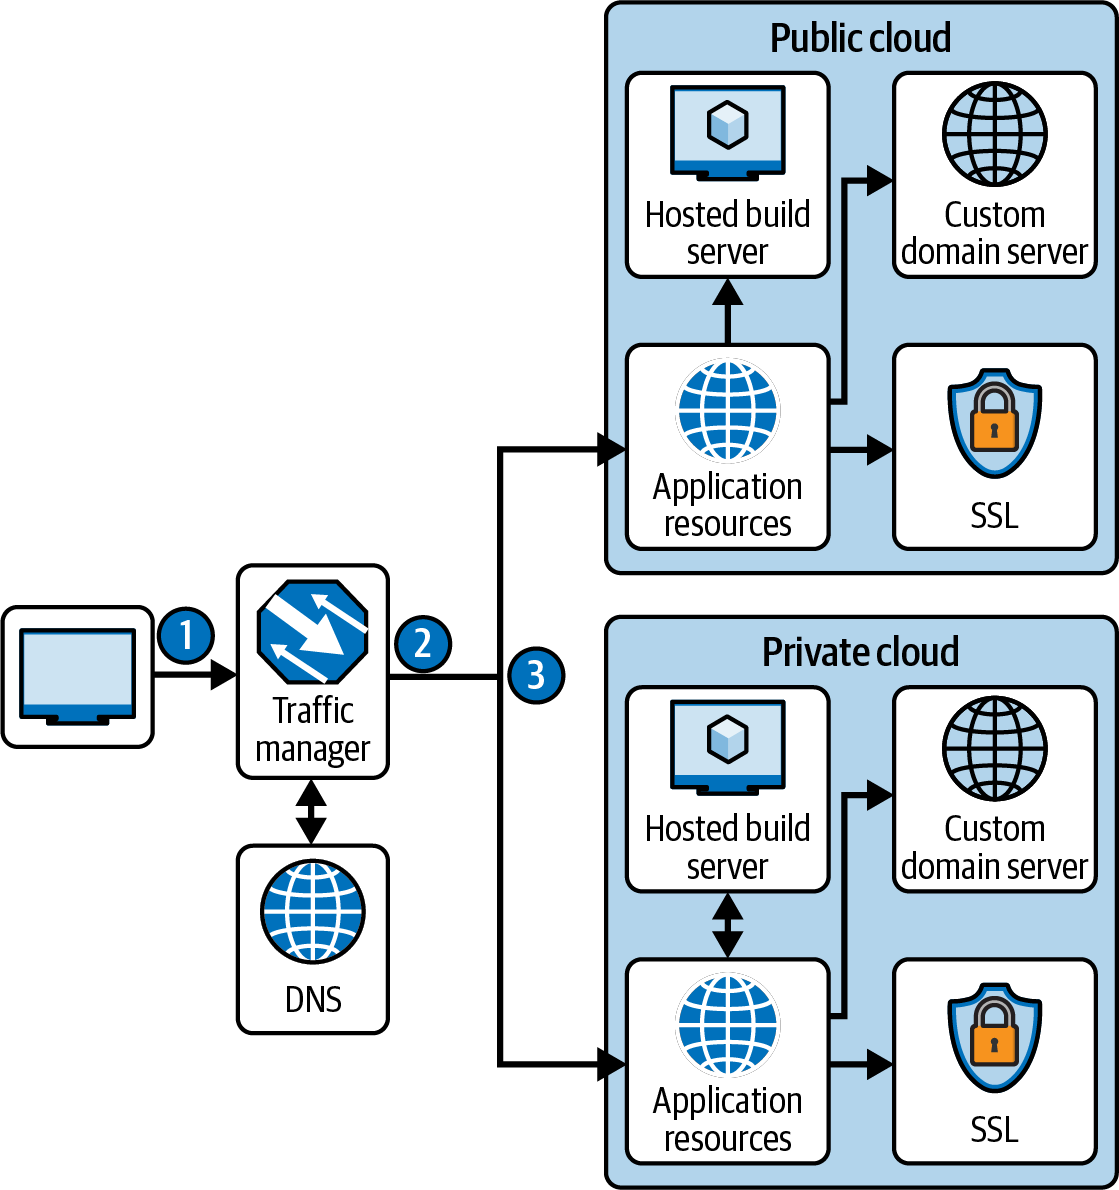 Public cloud
Hosted build
server
Custom
domain server
Application
resources
SSL
1
Traffic
manager
2
3
DNS
Private cloud
Hosted build
server
Custom
domain server
Application
resources
SSL